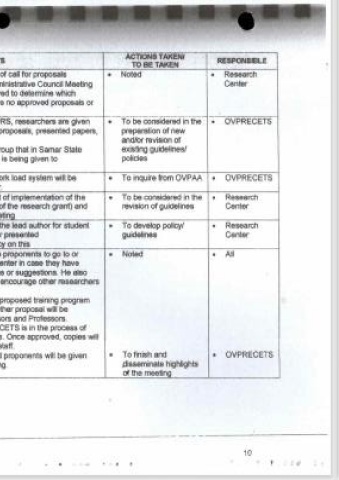 S
ACTIONS TAKEN/
TO BE TAKEN
RESPONSIBLE
of call for proposals
ministrative Council Meeting
ed to determine which
s no approved proposals or
• Noted
• Research
Center
RS, researchers are given
proposals, presented papers,
roup that in Samar State
is being given to
• To be considered in the
preparation of new
and/or revision of
existing guidelines/
policies
• OVPRECETS
ork load system will be
• To inquire from OVPAA
• OVPRECETS
of implementation of the
of the research grant) and
eting
• To be considered in the
revision of guidelines
• Research
Center
the lead author for student
r presented
cy on this
• To develop policy/
guidelines
• Research
Center
proponents to go to or
enter in case they have
s or suggestions. He also
encourage other researchers
• Noted
• All
proposed training program
ther proposal will be
ors and Professors.
CETS is in the process of
s. Once approved, copies will
staff.
l proponents will be given
g.
• To finish and
disseminate highlights
of the meeting
• OVPRECETS
10